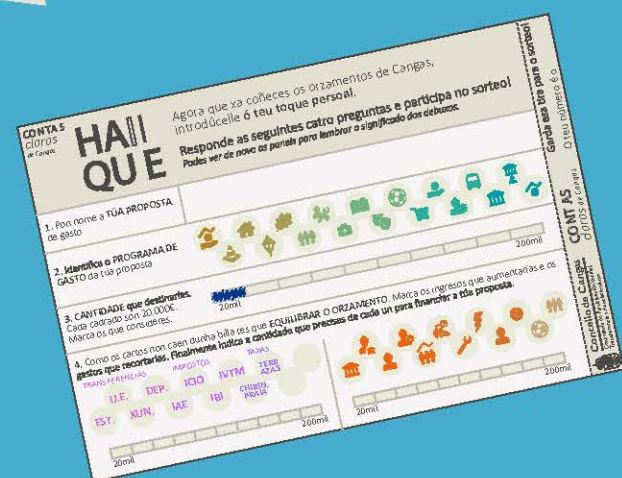 CONTAS
claras
de Cangas
HAI
QUE
Agora que xa coñeces os orzamentos de Cangas,
introdúcelle ó teu toque persoal.
Responde as seguintes catro preguntas e participa no sorteo!
Podes ver de novo os paneis para lembrar o significado dos debuxos.
1. Pon nome a TÚA PROPOSTA
de gasto
2. Identifica o PROGRAMA DE
GASTO da túa proposta
3. CANTIDADE que destinarías.
Cada cadrado son 20.000€.
Marca os que consideres.
20mil
200mil
4. Como os cartos non caen dunha billa tes que EQUILIBRAR O ORZAMENTO. Marca os ingresos que aumentarías e os
gastos que recortarías. Finalmente indica a cantidade que precisas de cada un para financiar a túa proposta.
TRANSFERENCIAS
IMPOSTOS
TAXAS
U.E. DEP. ICIO IVTM TERR
AZAS
EST. XUN. IAE IBI CHIRIN.
PRAIA
20mil
200mil
20mil
200mil
Garda esa tira para o sorteo!
O teu número é o
CONTAS
claras de Cangas
Concello de Cangas